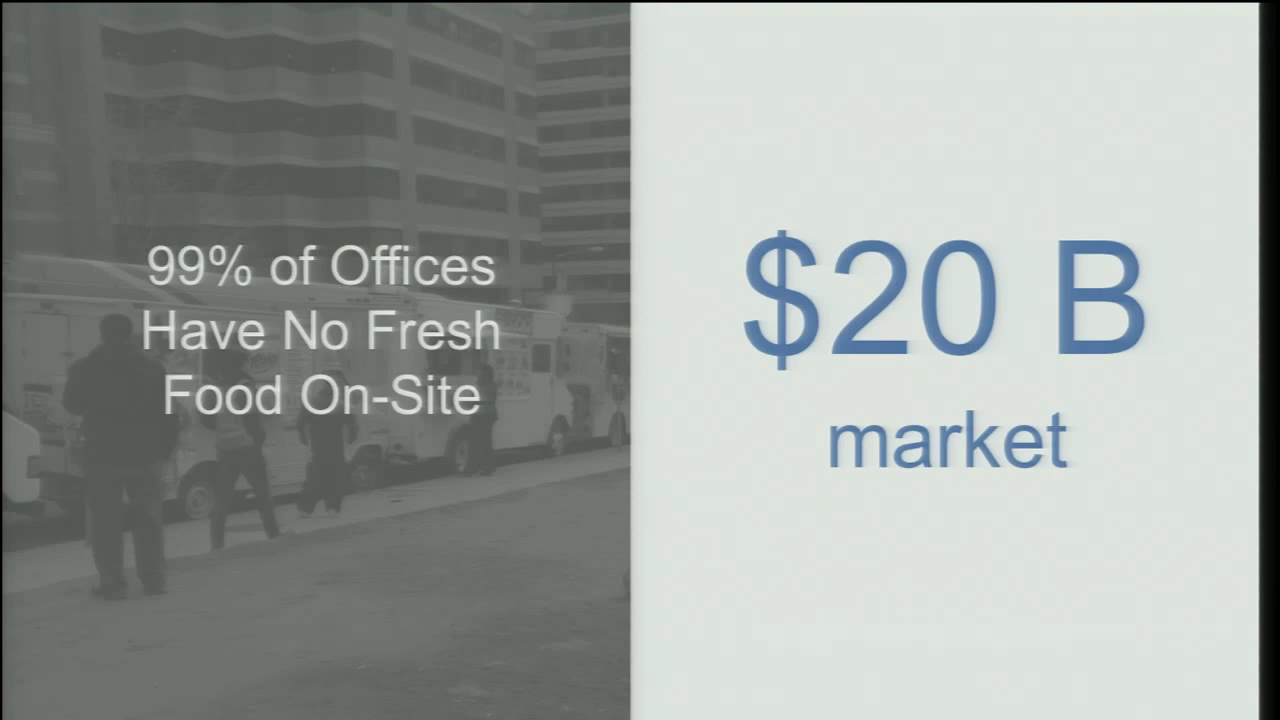 99% of Offices
Have No Fresh
Food On-Site
$20 B
market